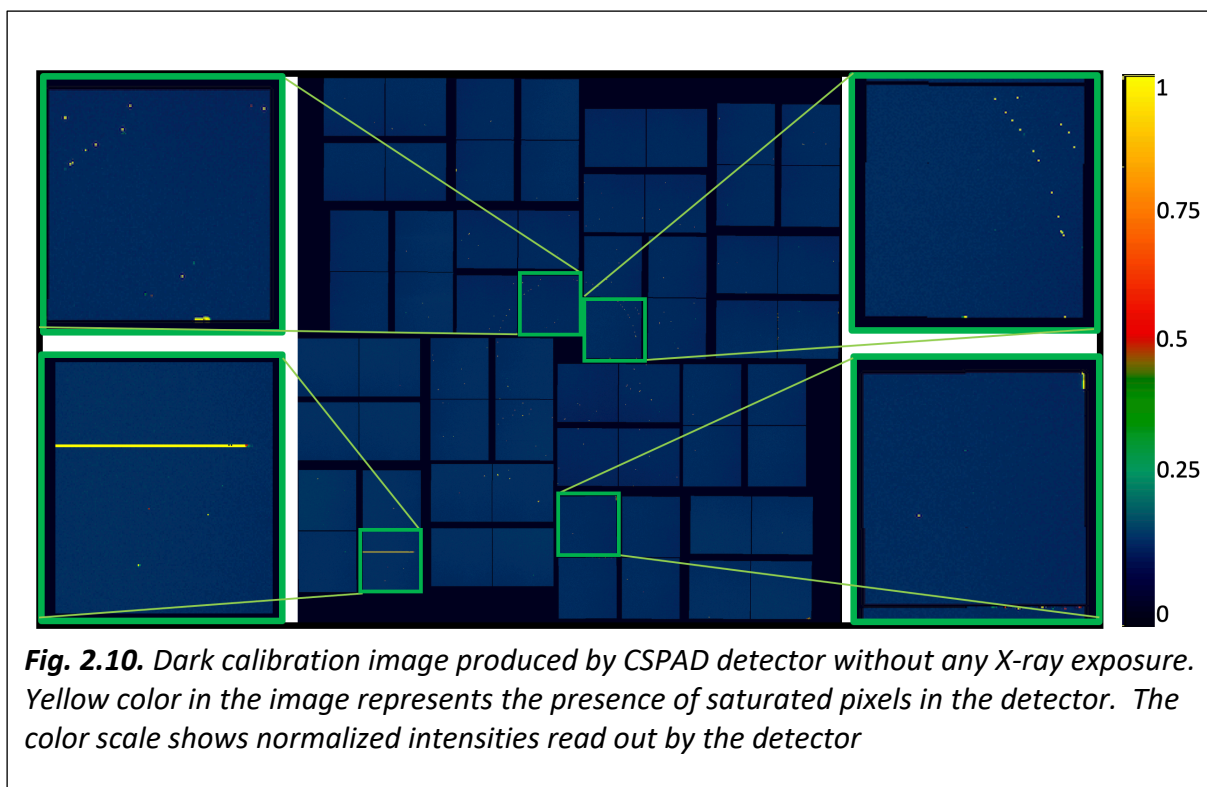 1
0.75
0.5
0.25
0
Fig. 2.10. Dark calibration image produced by CSPAD detector without any X-ray exposure.
Yellow color in the image represents the presence of saturated pixels in the detector.  The
color scale shows normalized intensities read out by the detector